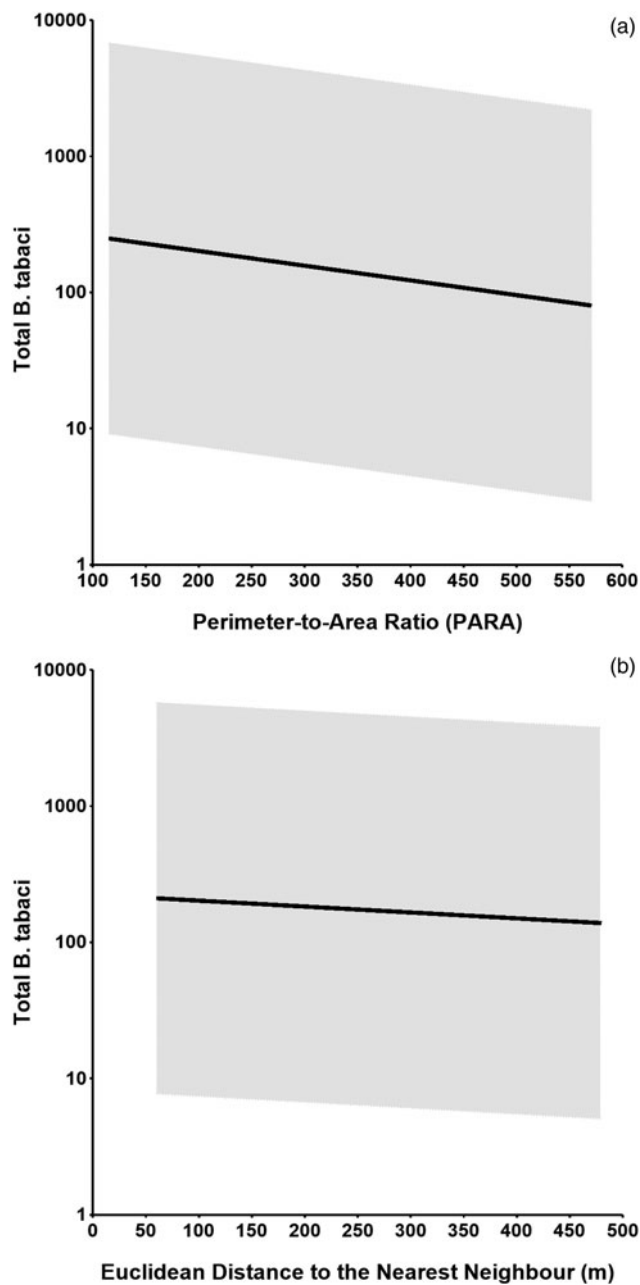 (a)
10000
1000
100
10
1
Total B. tabaci
100 150 200 250 300 350 400 450 500 550 600
Perimeter-to-Area Ratio (PARA)
(b)
10000
1000
100
10
1
Total B. tabaci
0 50 100 150 200 250 300 350 400 450 500
Euclidean Distance to the Nearest Neighbour (m)